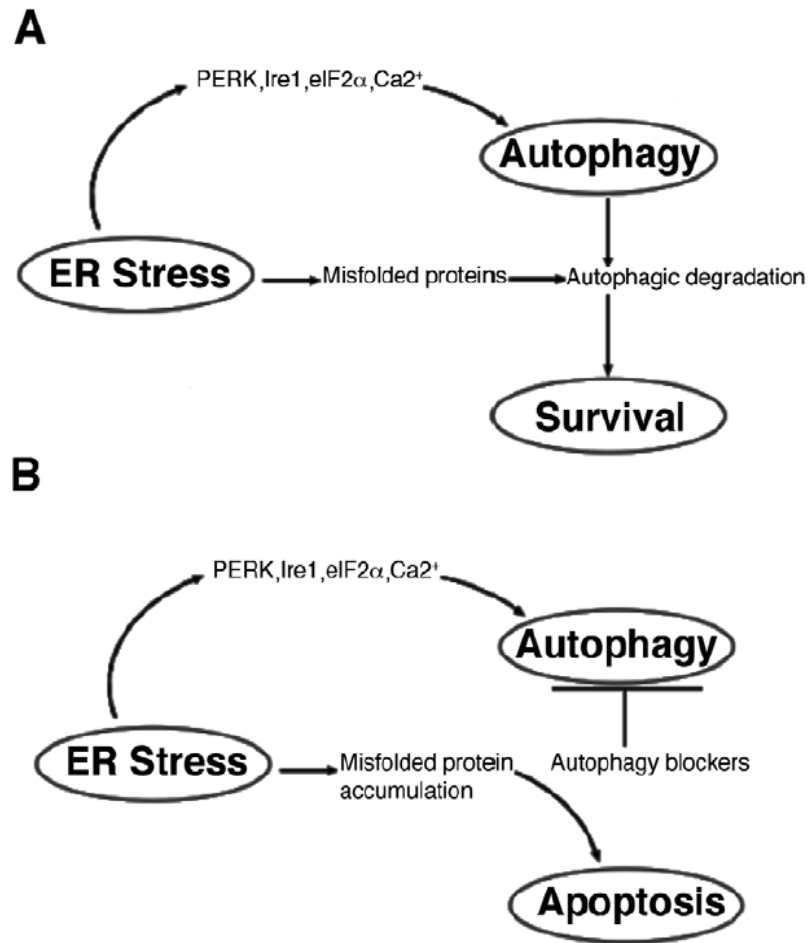 A
PERK,Ire1,eIF2α,Ca2+
Autophagy
ER Stress
Misfolded proteins
Autophagic degradation
Survival
B
PERK,Ire1,eIF2α,Ca2+
Autophagy
ER Stress
Misfolded protein
accumulation
Autophagy blockers
Apoptosis